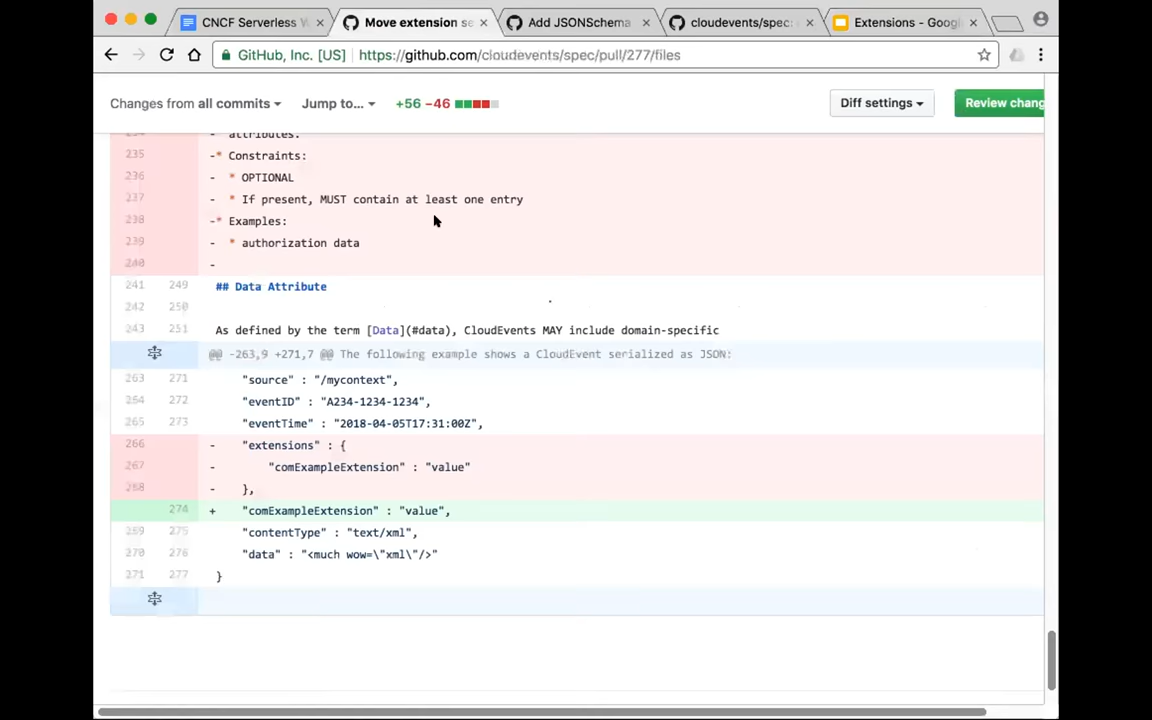 CNCF Serverless W
Move extension se
Add JSONSchema
cloudevents/spec:
Extensions - Googl
GitHub, Inc. [US] https://github.com/cloudevents/spec/pull/277/files
Changes from all commits Jump to... +56 −46 Diff settings Review chang
- attributes.
235 -* Constraints:
236 - * OPTIONAL
237 - * If present, MUST contain at least one entry
238 -* Examples:
239 - * authorization data
240 -
241 249 ## Data Attribute
242 250
243 251 As defined by the term [Data](#data), CloudEvents MAY include domain-specific
@@ -263,9 +271,7 @@ The following example shows a CloudEvent serialized as JSON:
263 271 "source" : "/mycontext",
264 272 "eventID" : "A234-1234-1234",
265 273 "eventTime" : "2018-04-05T17:31:00Z",
266 - "extensions" : {
267 - "comExampleExtension" : "value"
268 - },
274 + "comExampleExtension" : "value",
269 275 "contentType" : "text/xml",
270 276 "data" : "<much wow=\"xml\"/>"
271 277 }